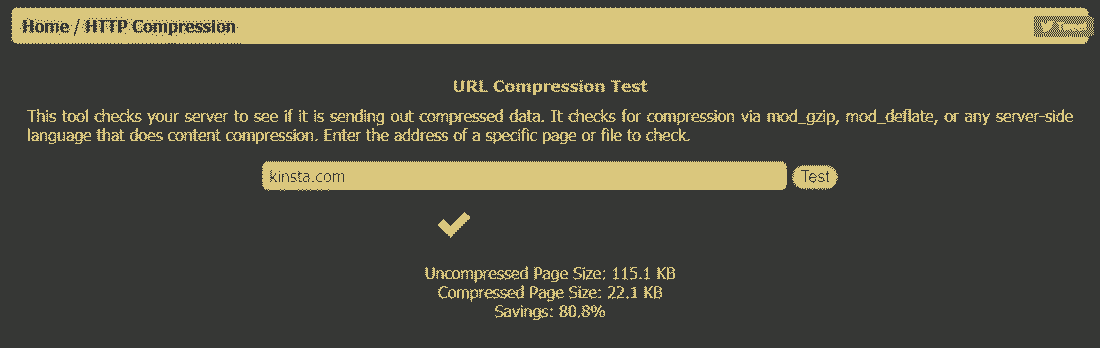 Home / HTTP Compression
Tweet
URL Compression Test
This tool checks your server to see if it is sending out compressed data. It checks for compression via mod_gzip, mod_deflate, or any server-side
language that does content compression. Enter the address of a specific page or file to check.
kinsta.com
Test
Uncompressed Page Size: 115.1 KB
Compressed Page Size: 22.1 KB
Savings: 80.8%